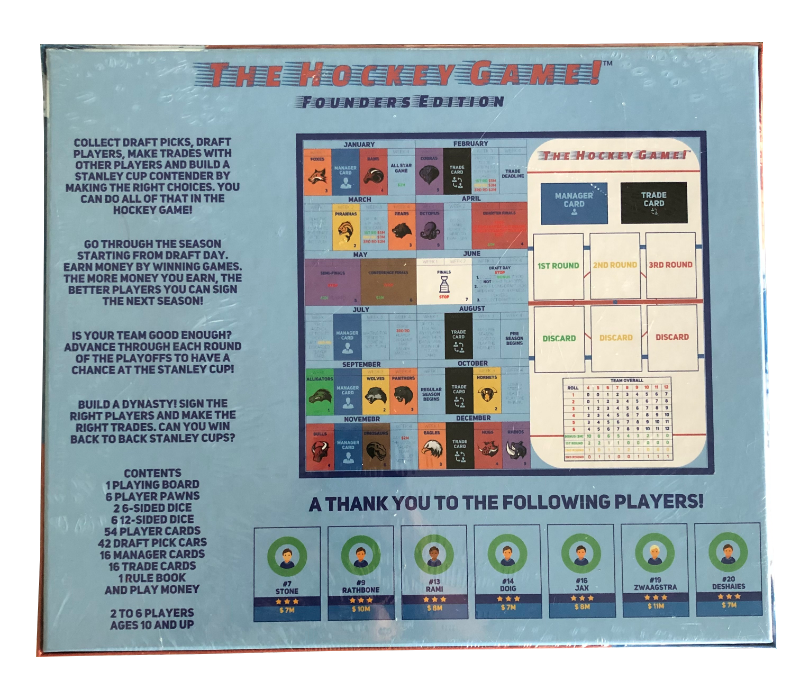 THE HOCKEY GAME!™
FOUNDERS EDITION
COLLECT DRAFT PICKS, DRAFT
PLAYERS, MAKE TRADES WITH
OTHER PLAYERS AND BUILD A
STANLEY CUP CONTENDER BY
MAKING THE RIGHT CHOICES. YOU
CAN DO ALL OF THAT IN THE
HOCKEY GAME!
GO THROUGH THE SEASON
STARTING FROM DRAFT DAY.
EARN MONEY BY WINNING GAMES.
THE MORE MONEY YOU EARN, THE
BETTER PLAYERS YOU CAN SIGN
THE NEXT SEASON!
IS YOUR TEAM GOOD ENOUGH?
ADVANCE THROUGH EACH ROUND
OF THE PLAYOFFS TO HAVE A
CHANCE AT THE STANLEY CUP!
BUILD A DYNASTY! SIGN THE
RIGHT PLAYERS AND MAKE THE
RIGHT TRADES. CAN YOU WIN
BACK TO BACK STANLEY CUPS?
CONTENTS
1 PLAYING BOARD
6 PLAYER PAWNS
2 6-SIDED DICE
6 12-SIDED DICE
54 PLAYER CARDS
42 DRAFT PICK CARS
16 MANAGER CARDS
16 TRADE CARDS
1 RULE BOOK
AND PLAY MONEY
2 TO 6 PLAYERS
AGES 10 AND UP
JANUARY FEBRUARY
FOXES
MANAGER
CARD
RAMS
ALL STAR
GAME
TRADE
CARD
TRADE
DEADLINE
MARCH APRIL
PIRANHAS
BEARS
OCTOPUS
MAY JUNE
SEMI-FINALS
CONFERENCE FINALS
FINALS
STOP
7
DRAFT DAY
STOP
JULY AUGUST
MANAGER
CARD
TRADE
CARD
PRE
SEASON
BEGINS
SEPTEMBER OCTOBER
ALLIGATORS
MANAGER
CARD
WOLVES
PANTHERS
REGULAR
SEASON
BEGINS
TRADE
CARD
HORNETS
NOVEMEBR DECEMBER
BULLS
MANAGER
CARD
EAGLES
TRADE
CARD
THE HOCKEY GAME!
MANAGER
CARD
TRADE
CARD
1ST ROUND
2ND ROUND
3RD ROUND
DISCARD
DISCARD
DISCARD
TEAM OVERALL
ROLL
A THANK YOU TO THE FOLLOWING PLAYERS!
#7
STONE
$ 7M
#9
RATHBONE
$ 10M
#13
RAMI
$ 8M
#14
DOIG
$ 7M
#16
JAX
$ 8M
#19
ZWAAGSTRA
$ 11M
#20
DESHAIES
$ 7M